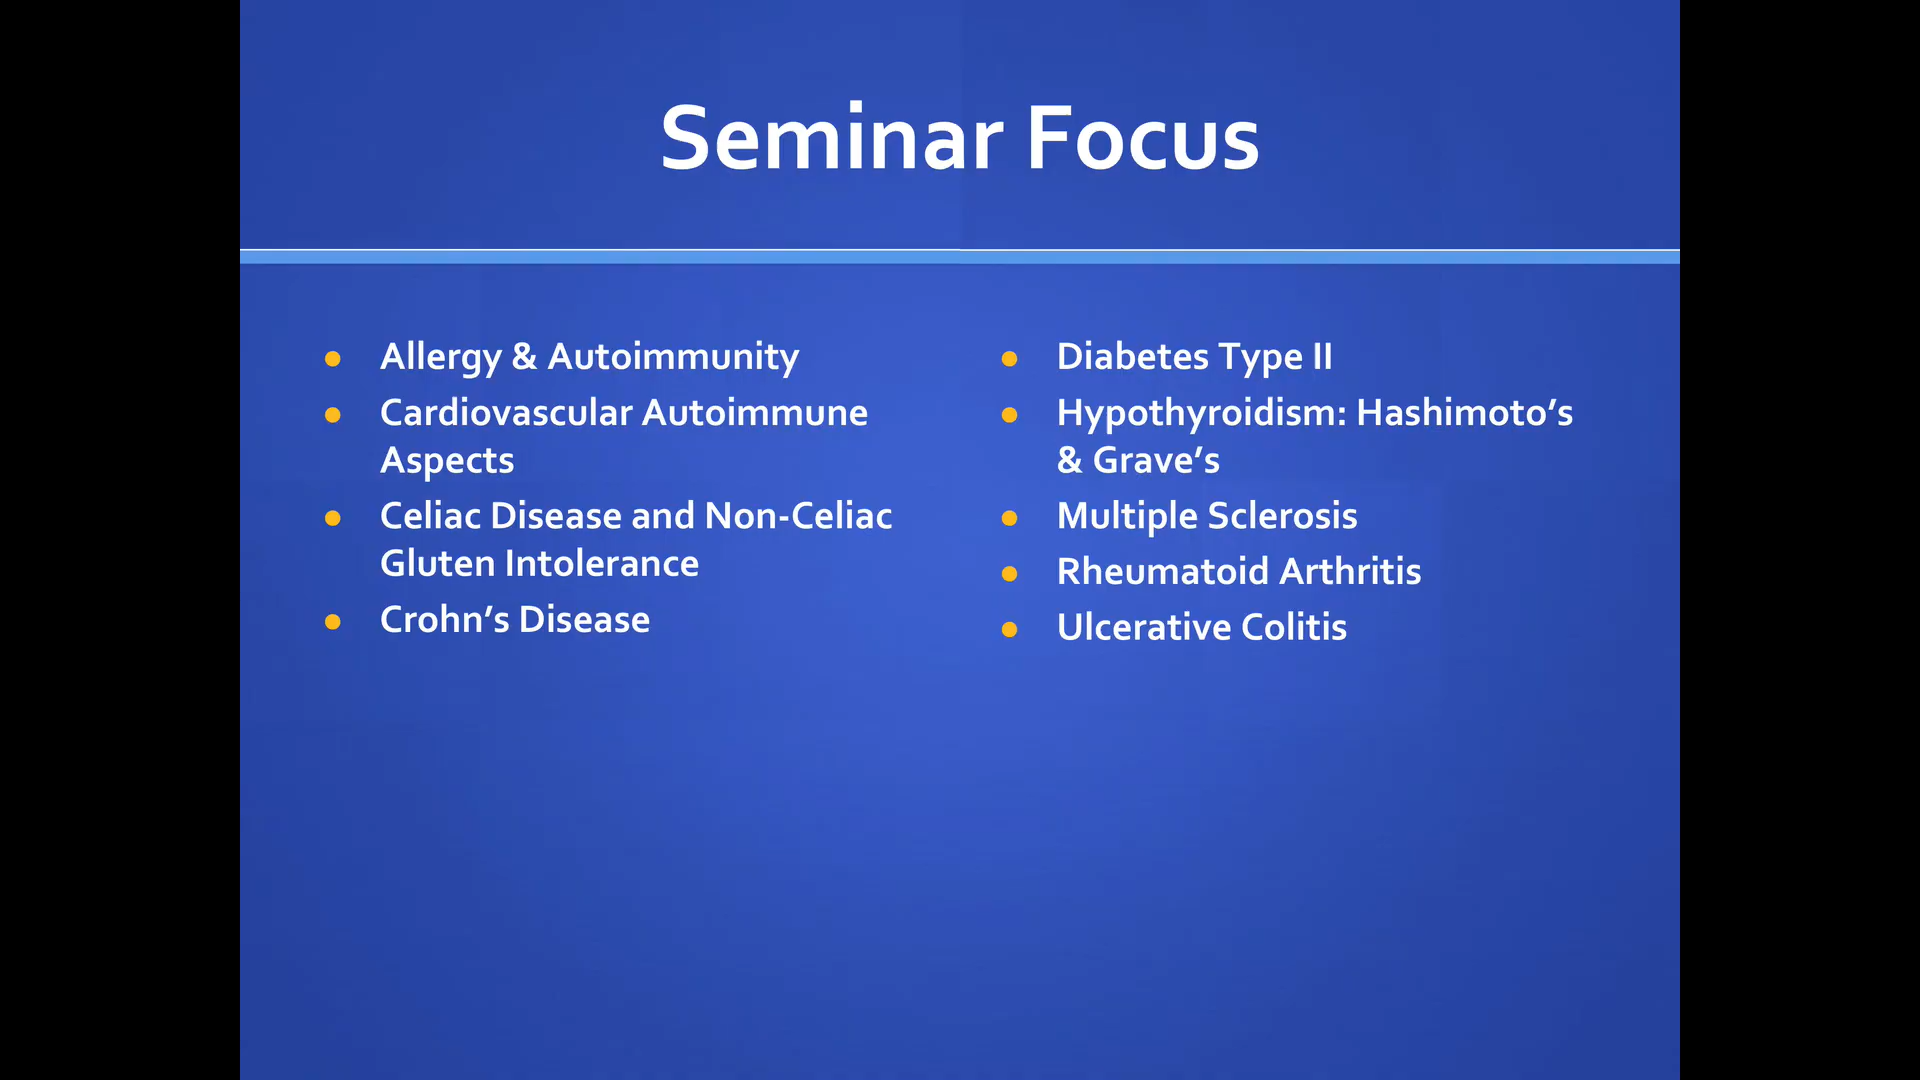 Seminar Focus
• Allergy & Autoimmunity
• Cardiovascular Autoimmune
Aspects
• Celiac Disease and Non-Celiac
Gluten Intolerance
• Crohn’s Disease
• Diabetes Type II
• Hypothyroidism: Hashimoto’s
& Grave’s
• Multiple Sclerosis
• Rheumatoid Arthritis
• Ulcerative Colitis